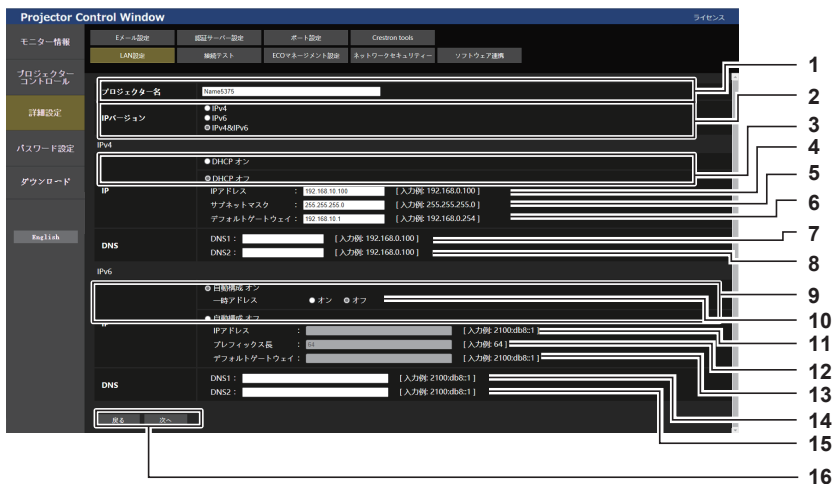 Projector Control Window
ライセンス
モニター情報
プロジェクター
コントロール
詳細設定
パスワード設定
ダウンロード
English
Eメール設定 認証サーバー設定 ポート設定 Crestron tools
LAN設定 接続テスト ECOマネージメント設定 ネットワークセキュリティー ソフトウェア連携
プロジェクター名 Name5375
IPバージョン
IPv4
IPv6
IPv4&IPv6
IPv4
DHCP オン
DHCP オフ
IP
IPアドレス : 192.168.10.100 [ 入力例: 192.168.0.100 ]
サブネットマスク : 255.255.255.0 [ 入力例: 255.255.255.0 ]
デフォルトゲートウェイ : 192.168.10.1 [ 入力例: 192.168.0.254 ]
DNS
DNS1 : [ 入力例: 192.168.0.100 ]
DNS2 : [ 入力例: 192.168.0.100 ]
IPv6
自動構成 オン
一時アドレス オン オフ
自動構成 オフ
IP
IPアドレス : [ 入力例: 2100:db8::1 ]
プレフィックス長 : 64 [ 入力例: 64 ]
デフォルトゲートウェイ : [ 入力例: 2100:db8::1 ]
DNS
DNS1 : [ 入力例: 2100:db8::1 ]
DNS2 : [ 入力例: 2100:db8::1 ]
戻る 次へ
1
2
3
4
5
6
7
8
9
10
11
12
13
14
15
16